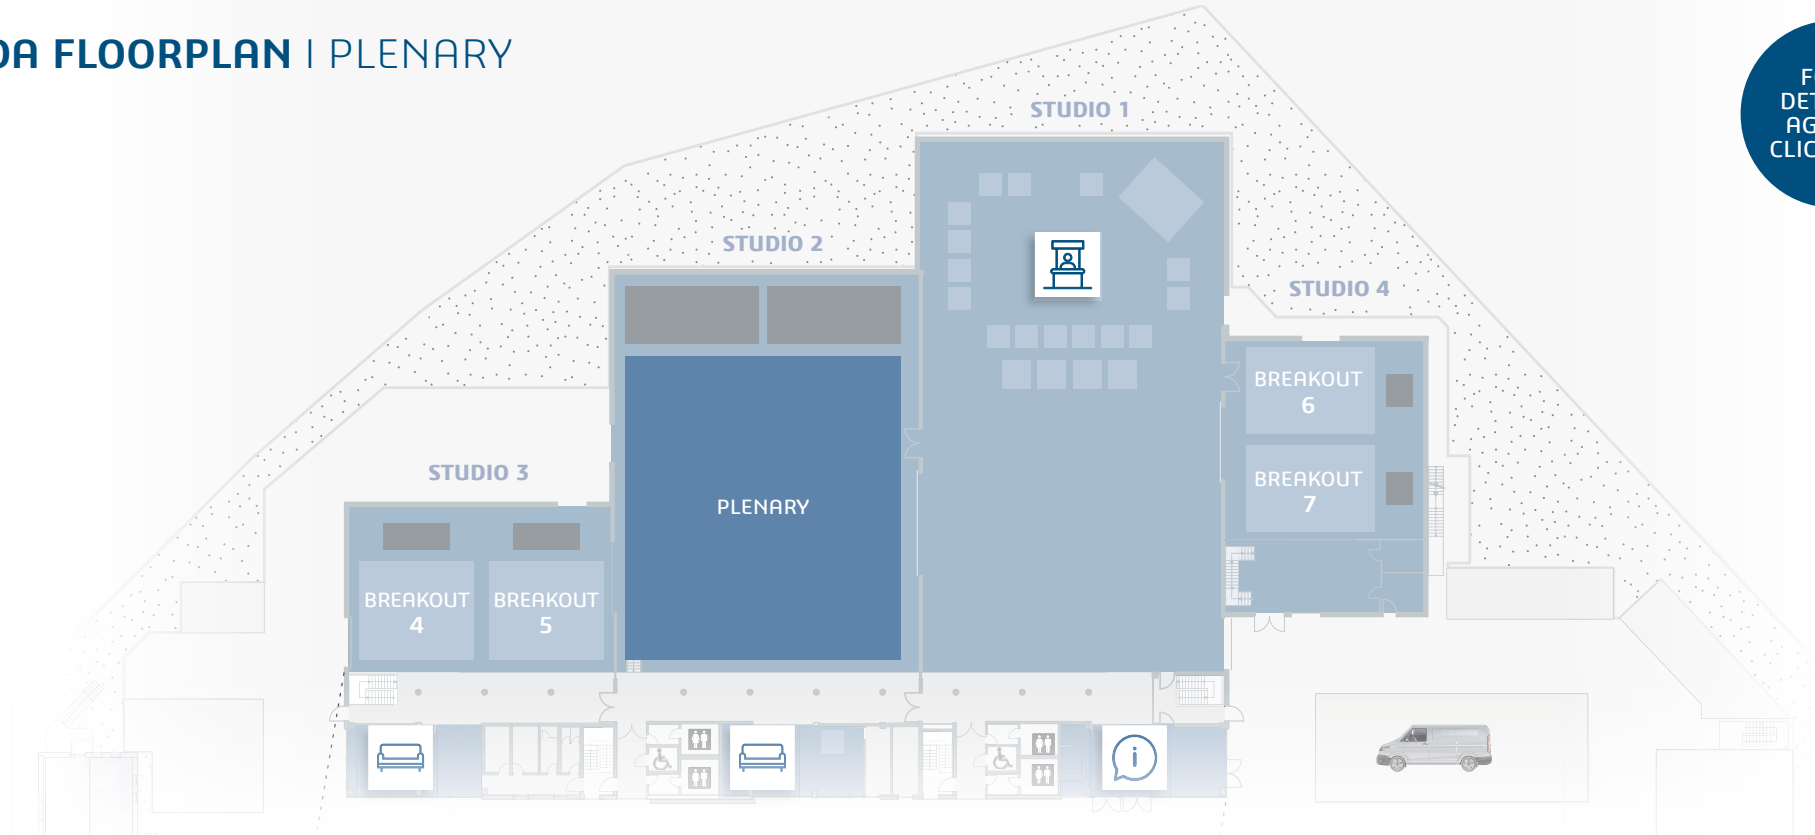 FLOORPLAN | PLENARY
STUDIO 1
STUDIO 2
STUDIO 4
BREAKOUT
6
STUDIO 3
BREAKOUT
7
PLENARY
BREAKOUT
4
BREAKOUT
5
i